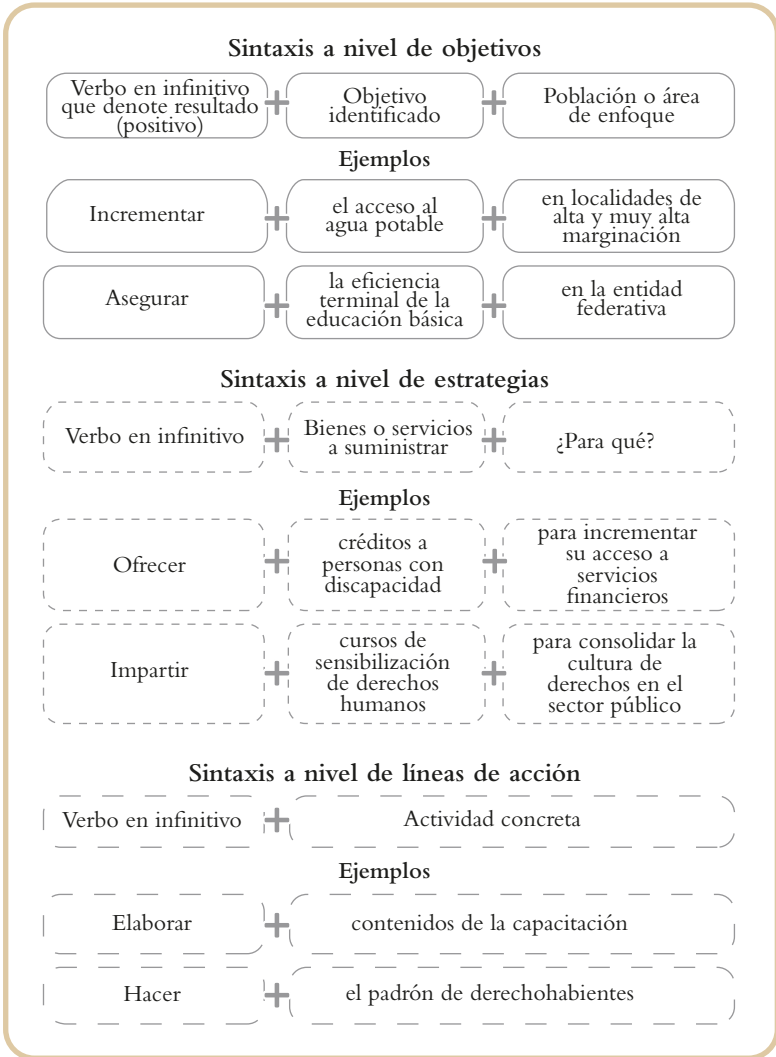 Sintaxis a nivel de objetivos
Verbo en infinitivo
que denote resultado
(positivo)
+
Objetivo
identificado
+
Población o área
de enfoque
Ejemplos
Incrementar
+
el acceso al
agua potable
+
en localidades de
alta y muy alta
marginación
Asegurar
+
la eficiencia
terminal de la
educación básica
+
en la entidad
federativa
Sintaxis a nivel de estrategias
Verbo en infinitivo
+
Bienes o servicios
a suministrar
+
¿Para qué?
Ejemplos
Ofrecer
+
créditos a
personas con
discapacidad
+
para incrementar
su acceso a
servicios
financieros
Impartir
+
cursos de
sensibilización
de derechos
humanos
+
para consolidar la
cultura de
derechos en el
sector público
Sintaxis a nivel de líneas de acción
Verbo en infinitivo
+
Actividad concreta
Ejemplos
Elaborar
+
contenidos de la capacitación
Hacer
+
el padrón de derechohabientes